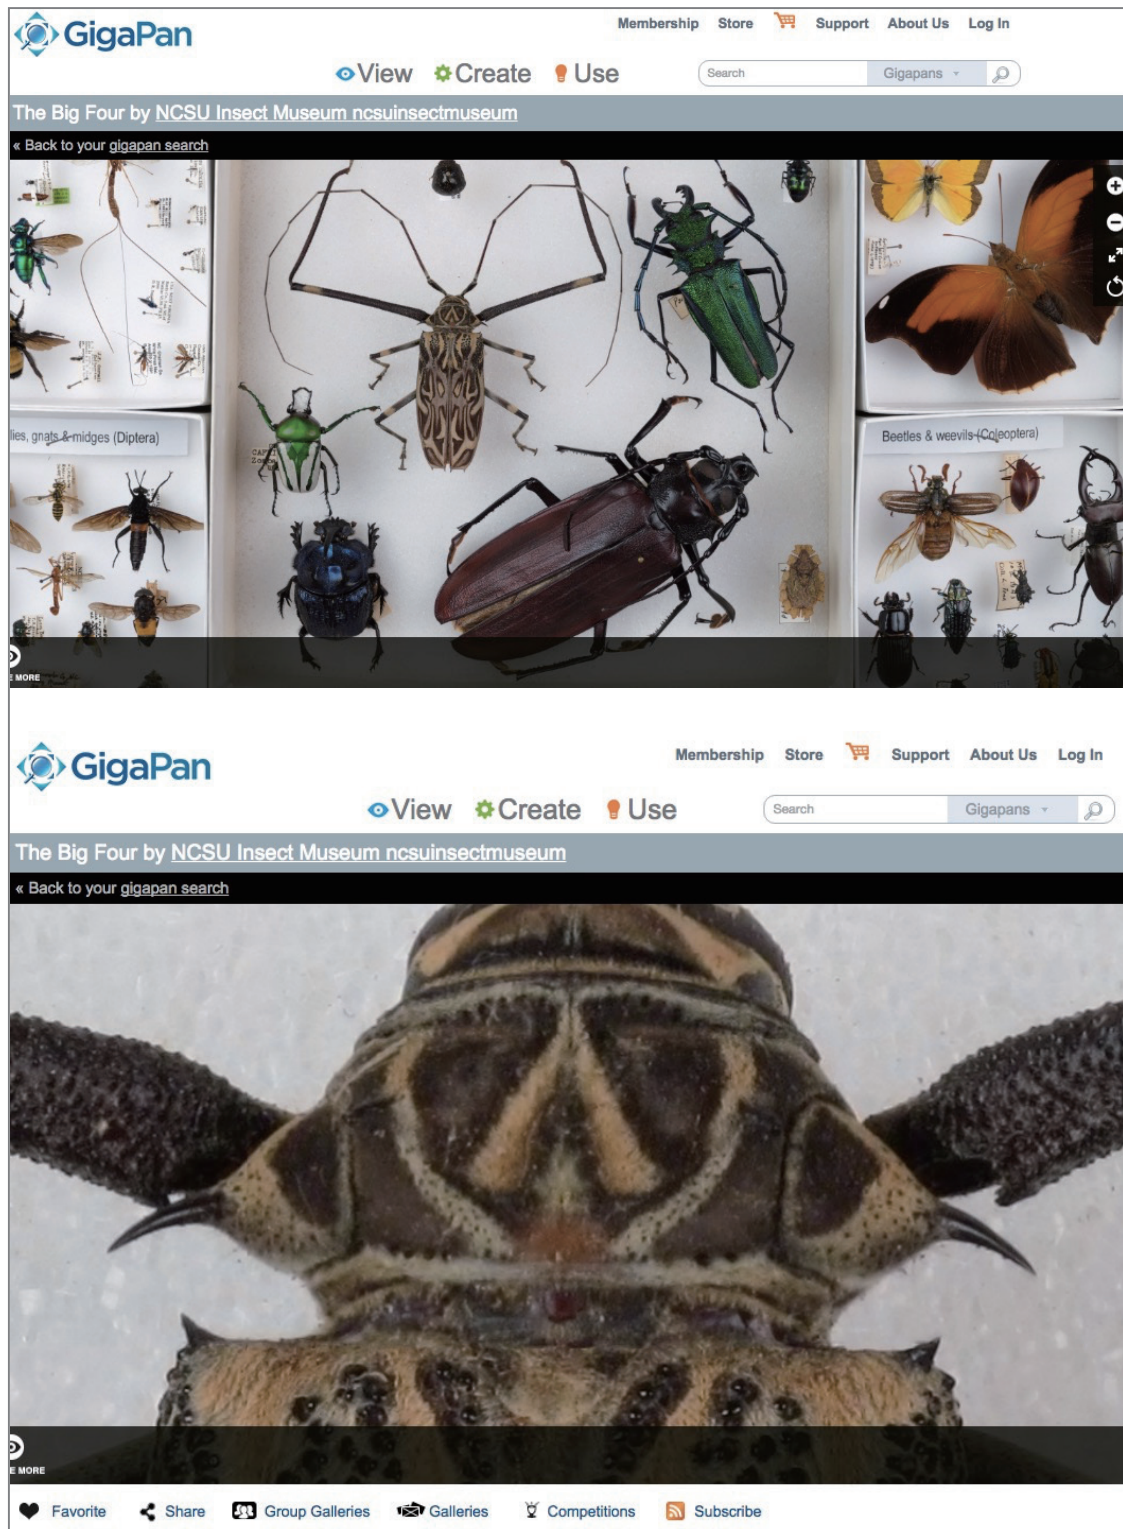 GigaPan
Membership Store Support About Us Log In
View Create Use
Search Gigapans
The Big Four by NCSU Insect Museum ncsuinsectmuseum
« Back to your gigapan search
lies, gnats & midges (Diptera)
Beetles & weevils (Coleoptera)
E MORE
GigaPan
Membership Store Support About Us Log In
View Create Use
Search Gigapans
The Big Four by NCSU Insect Museum ncsuinsectmuseum
« Back to your gigapan search
E MORE
Favorite Share Group Galleries Galleries Competitions Subscribe